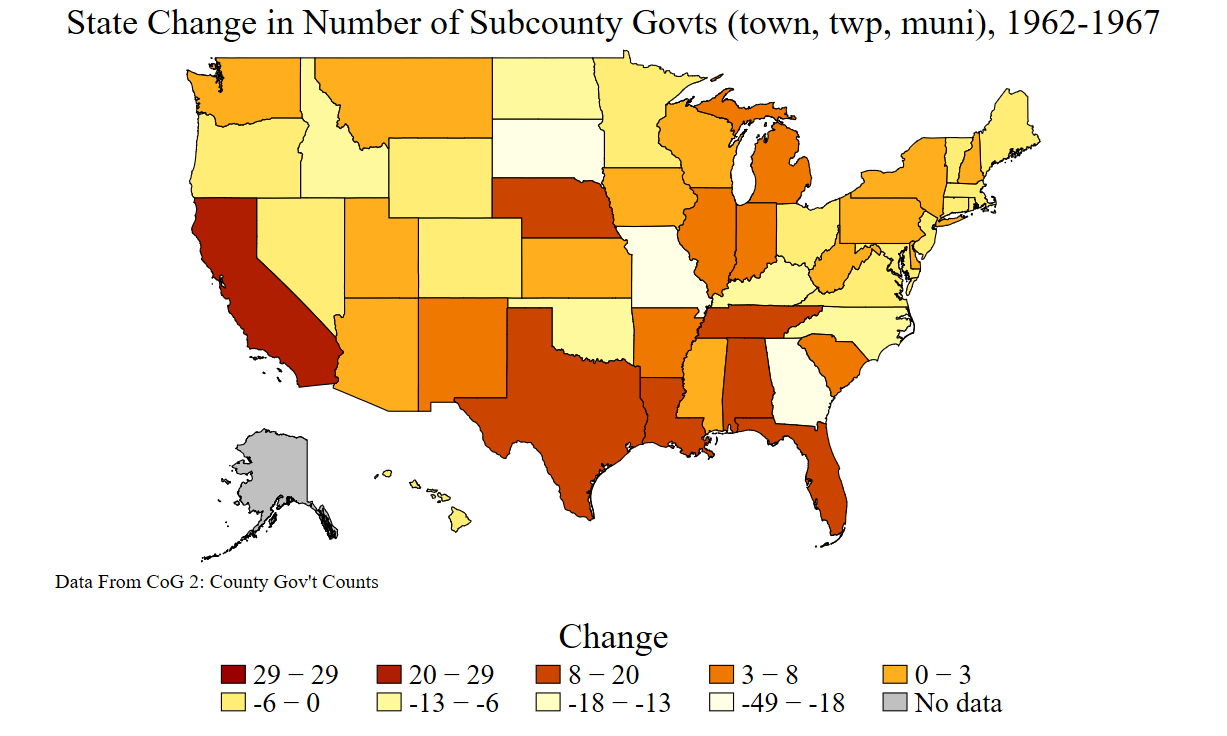 State Change in Number of Subcounty Govts (town, twp, muni), 1962-1967
Data From CoG 2: County Gov't Counts
Change
29 − 29 20 − 29 8 − 20 3 − 8 0 − 3
-6 − 0 -13 − -6 -18 − -13 -49 − -18 No data